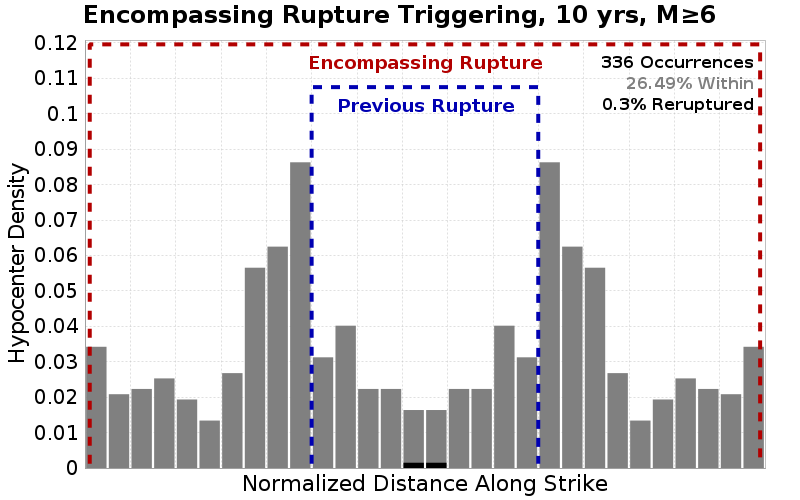 Encompassing Rupture Triggering, 10 yrs, M≥6
Encompassing Rupture
Previous Rupture
336 Occurrences
26.49% Within
0.3% Reruptured
Hypocenter Density
0.12
0.11
0.1
0.09
0.08
0.07
0.06
0.05
0.04
0.03
0.02
0.01
0
Normalized Distance Along Strike